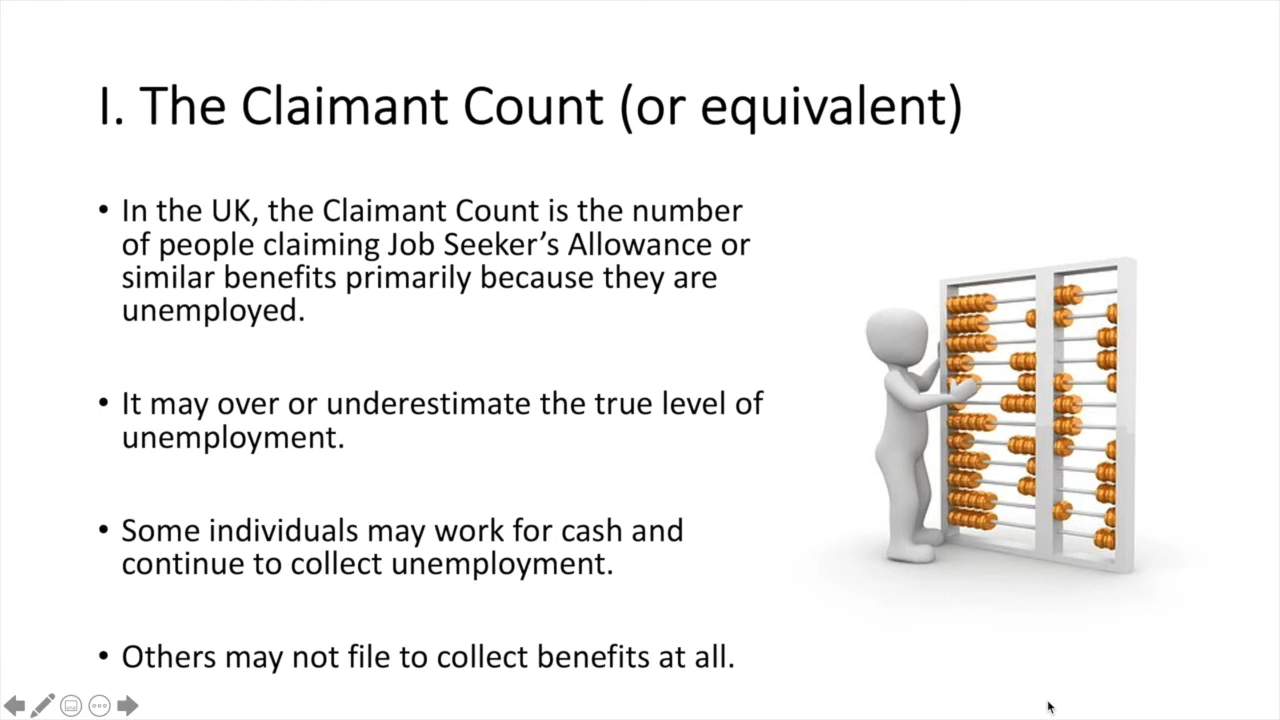 I. The Claimant Count (or equivalent)
• In the UK, the Claimant Count is the number
of people claiming Job Seeker’s Allowance or
similar benefits primarily because they are
unemployed.
• It may over or underestimate the true level of
unemployment.
• Some individuals may work for cash and
continue to collect unemployment.
• Others may not file to collect benefits at all.